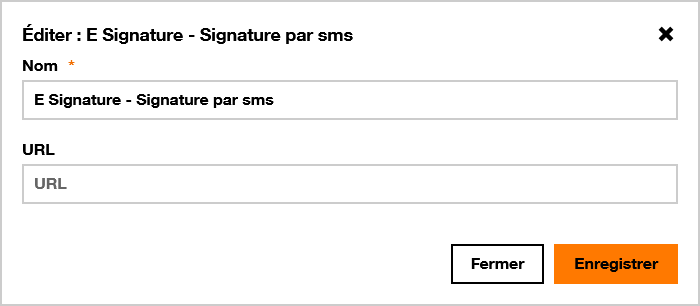 Éditer : E Signature - Signature par sms ✖
Nom *
E Signature - Signature par sms
URL
URL
Fermer Enregistrer